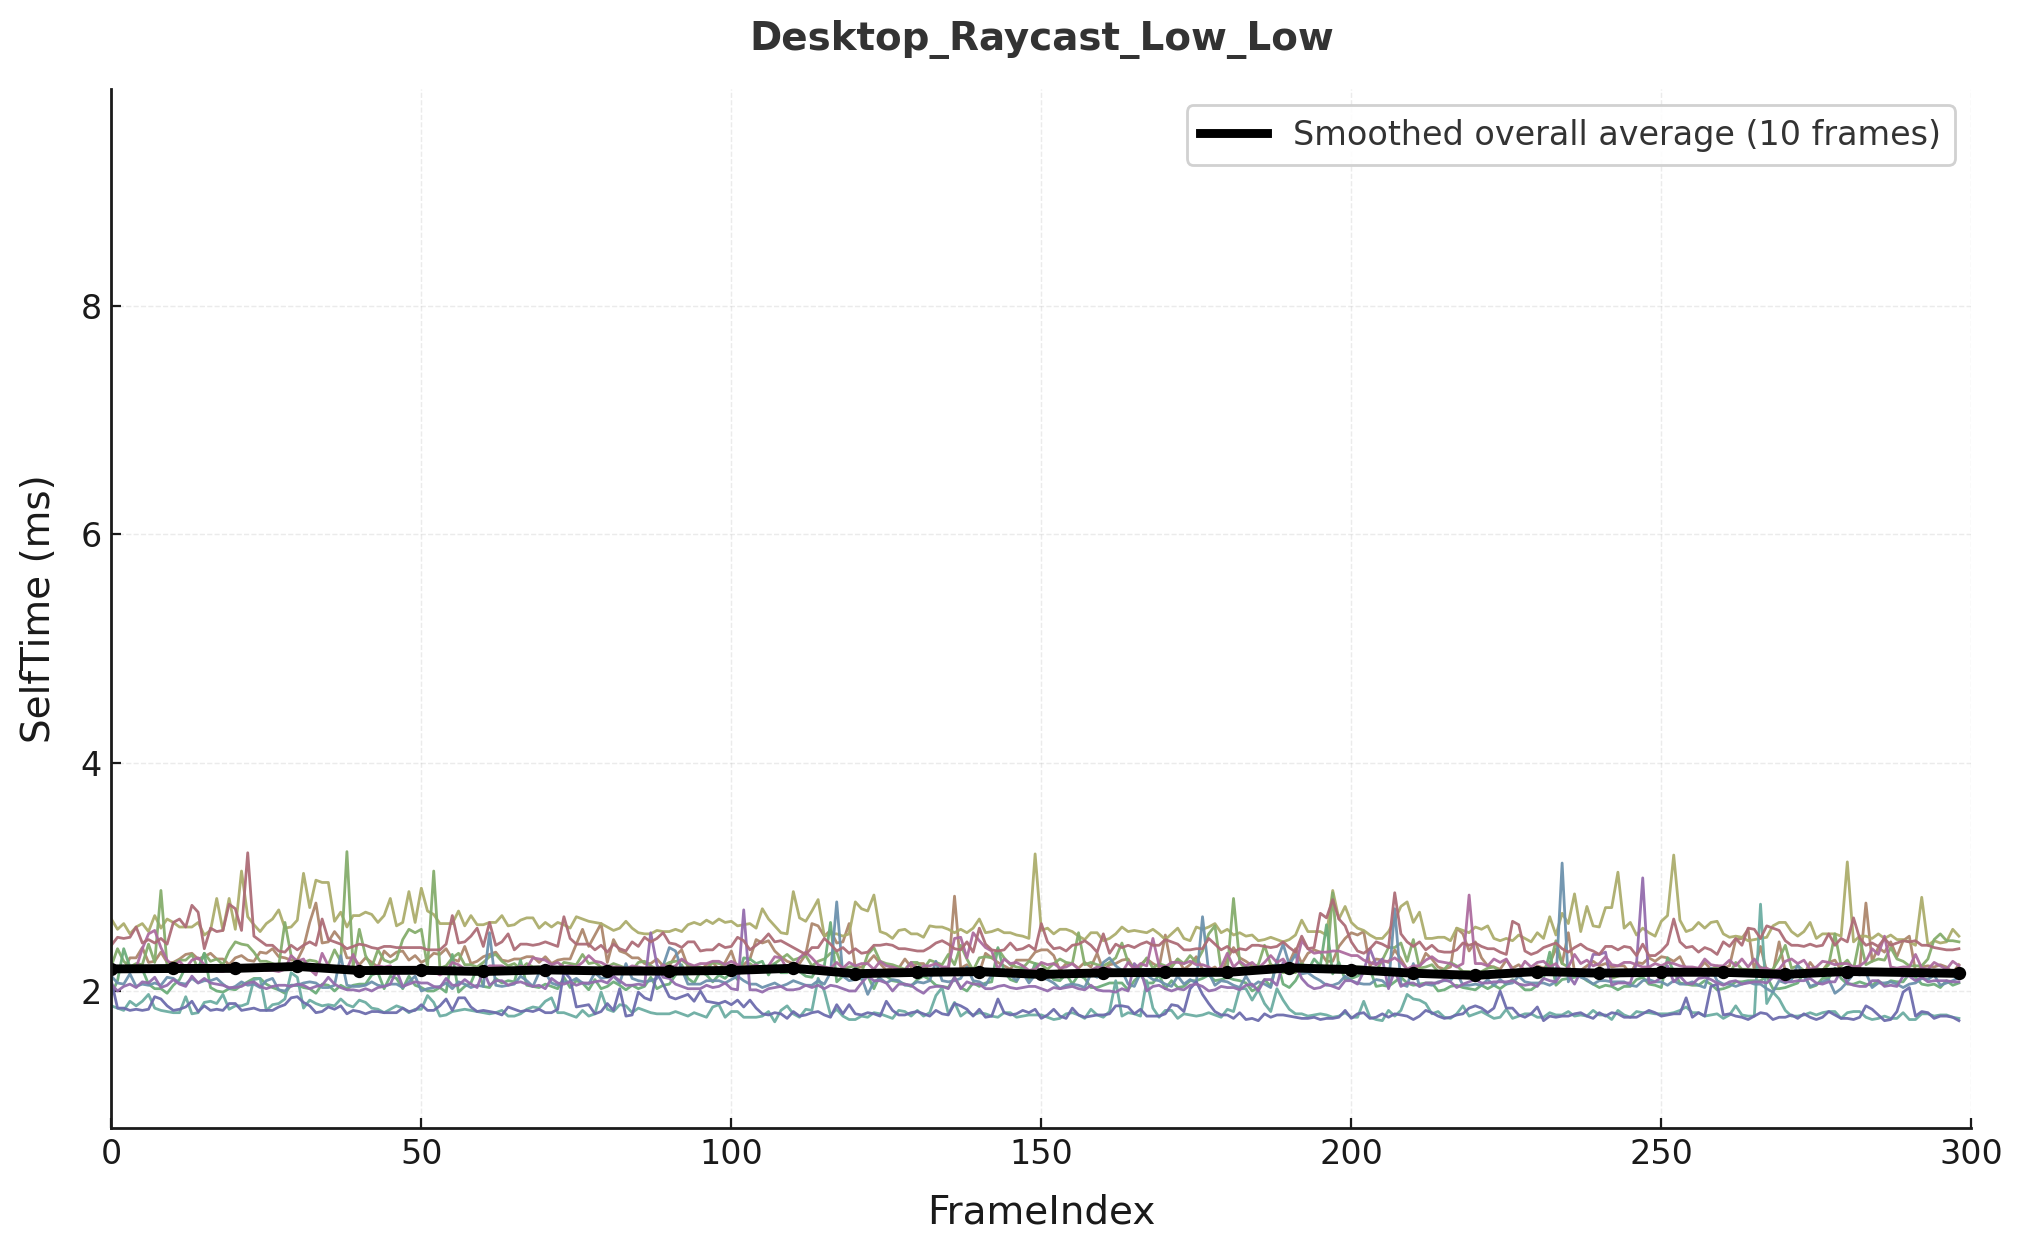 Desktop_Raycast_Low_Low
Smoothed overall average (10 frames)
SelfTime (ms)
8
6
4
2
0 50 100 150 200 250 300
FrameIndex